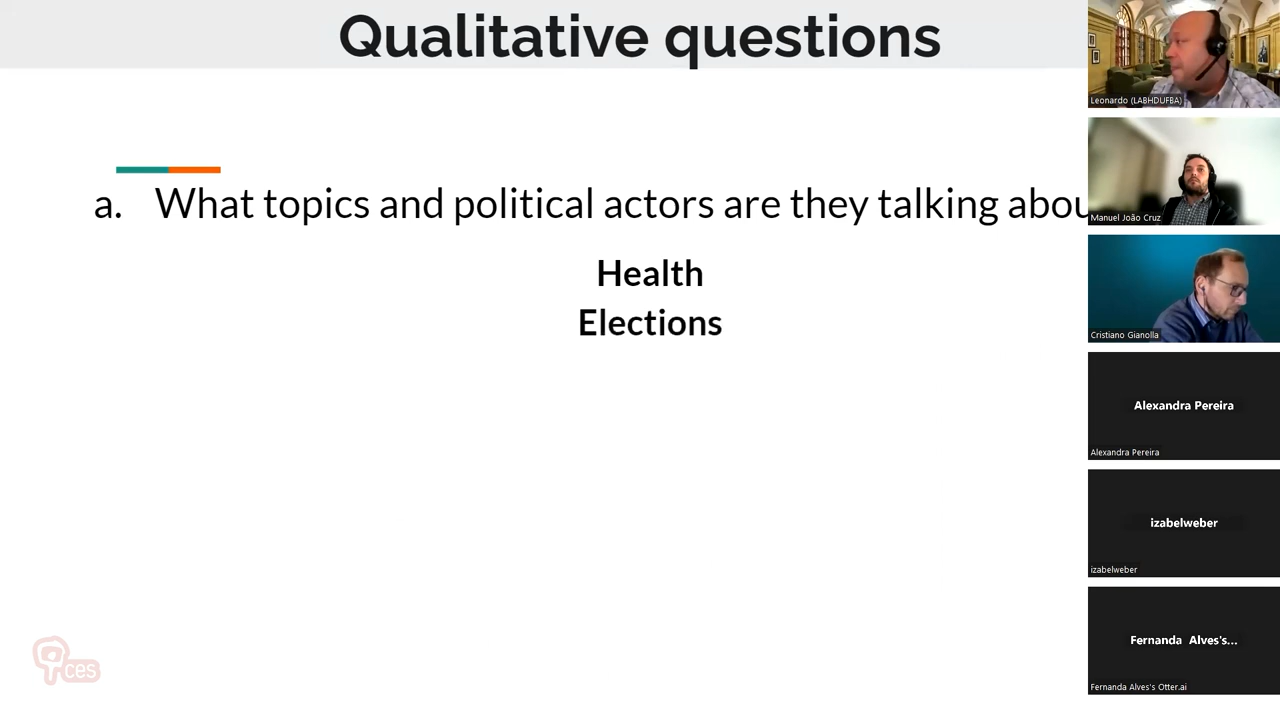 Qualitative questions
a. What topics and political actors are they talking abou
Health
Elections
ces
Leonardo (LABHDUFBA)
Manuel João Cruz
Cristiano Gianolla
Alexandra Pereira
Alexandra Pereira
izabelweber
izabelweber
Fernanda Alves's...
Fernanda Alves's Otter.ai